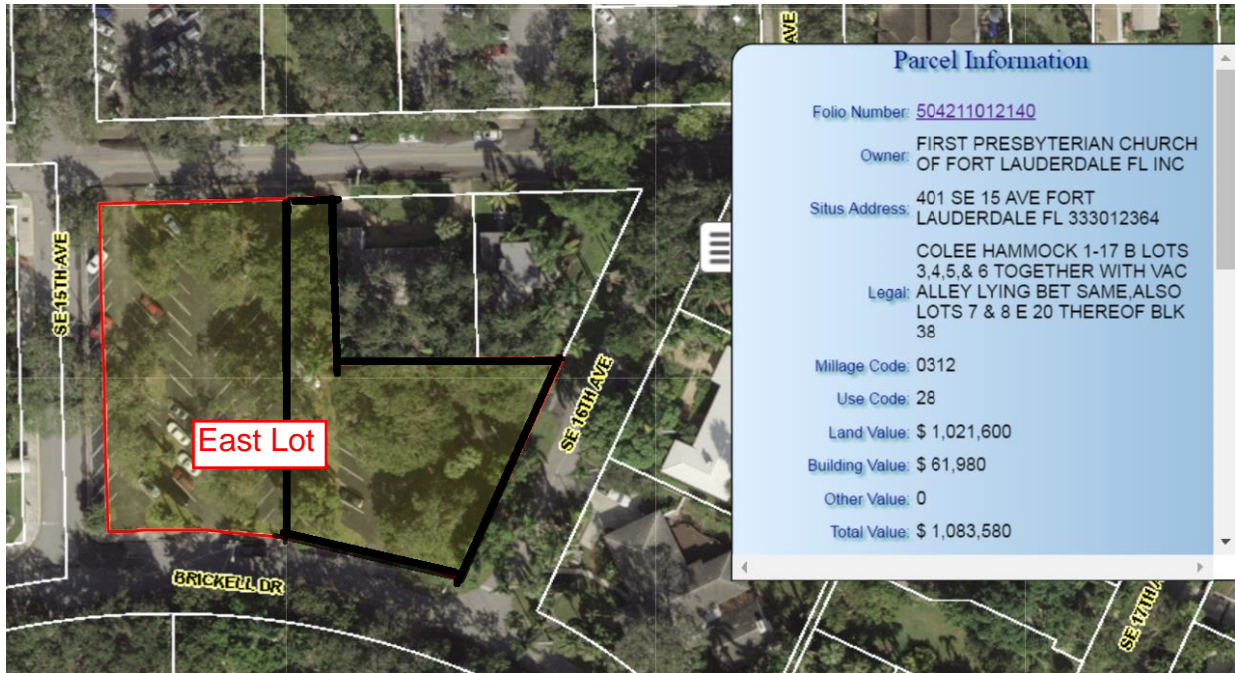 AVE
Parcel Information
Folio Number: 504211012140
Owner: FIRST PRESBYTERIAN CHURCH
OF FORT LAUDERDALE FL INC
Situs Address: 401 SE 15 AVE FORT
LAUDERDALE FL 333012364
Legal: COLEE HAMMOCK 1-17 B LOTS
3,4,5,& 6 TOGETHER WITH VAC
ALLEY LYING BET SAME,ALSO
LOTS 7 & 8 E 20 THEREOF BLK
38
Millage Code: 0312
Use Code: 28
Land Value: $ 1,021,600
Building Value: $ 61,980
Other Value: 0
Total Value: $ 1,083,580
SE 15TH AVE
SE 16TH AVE
East Lot
BRICKELL DR
SE 17TH A